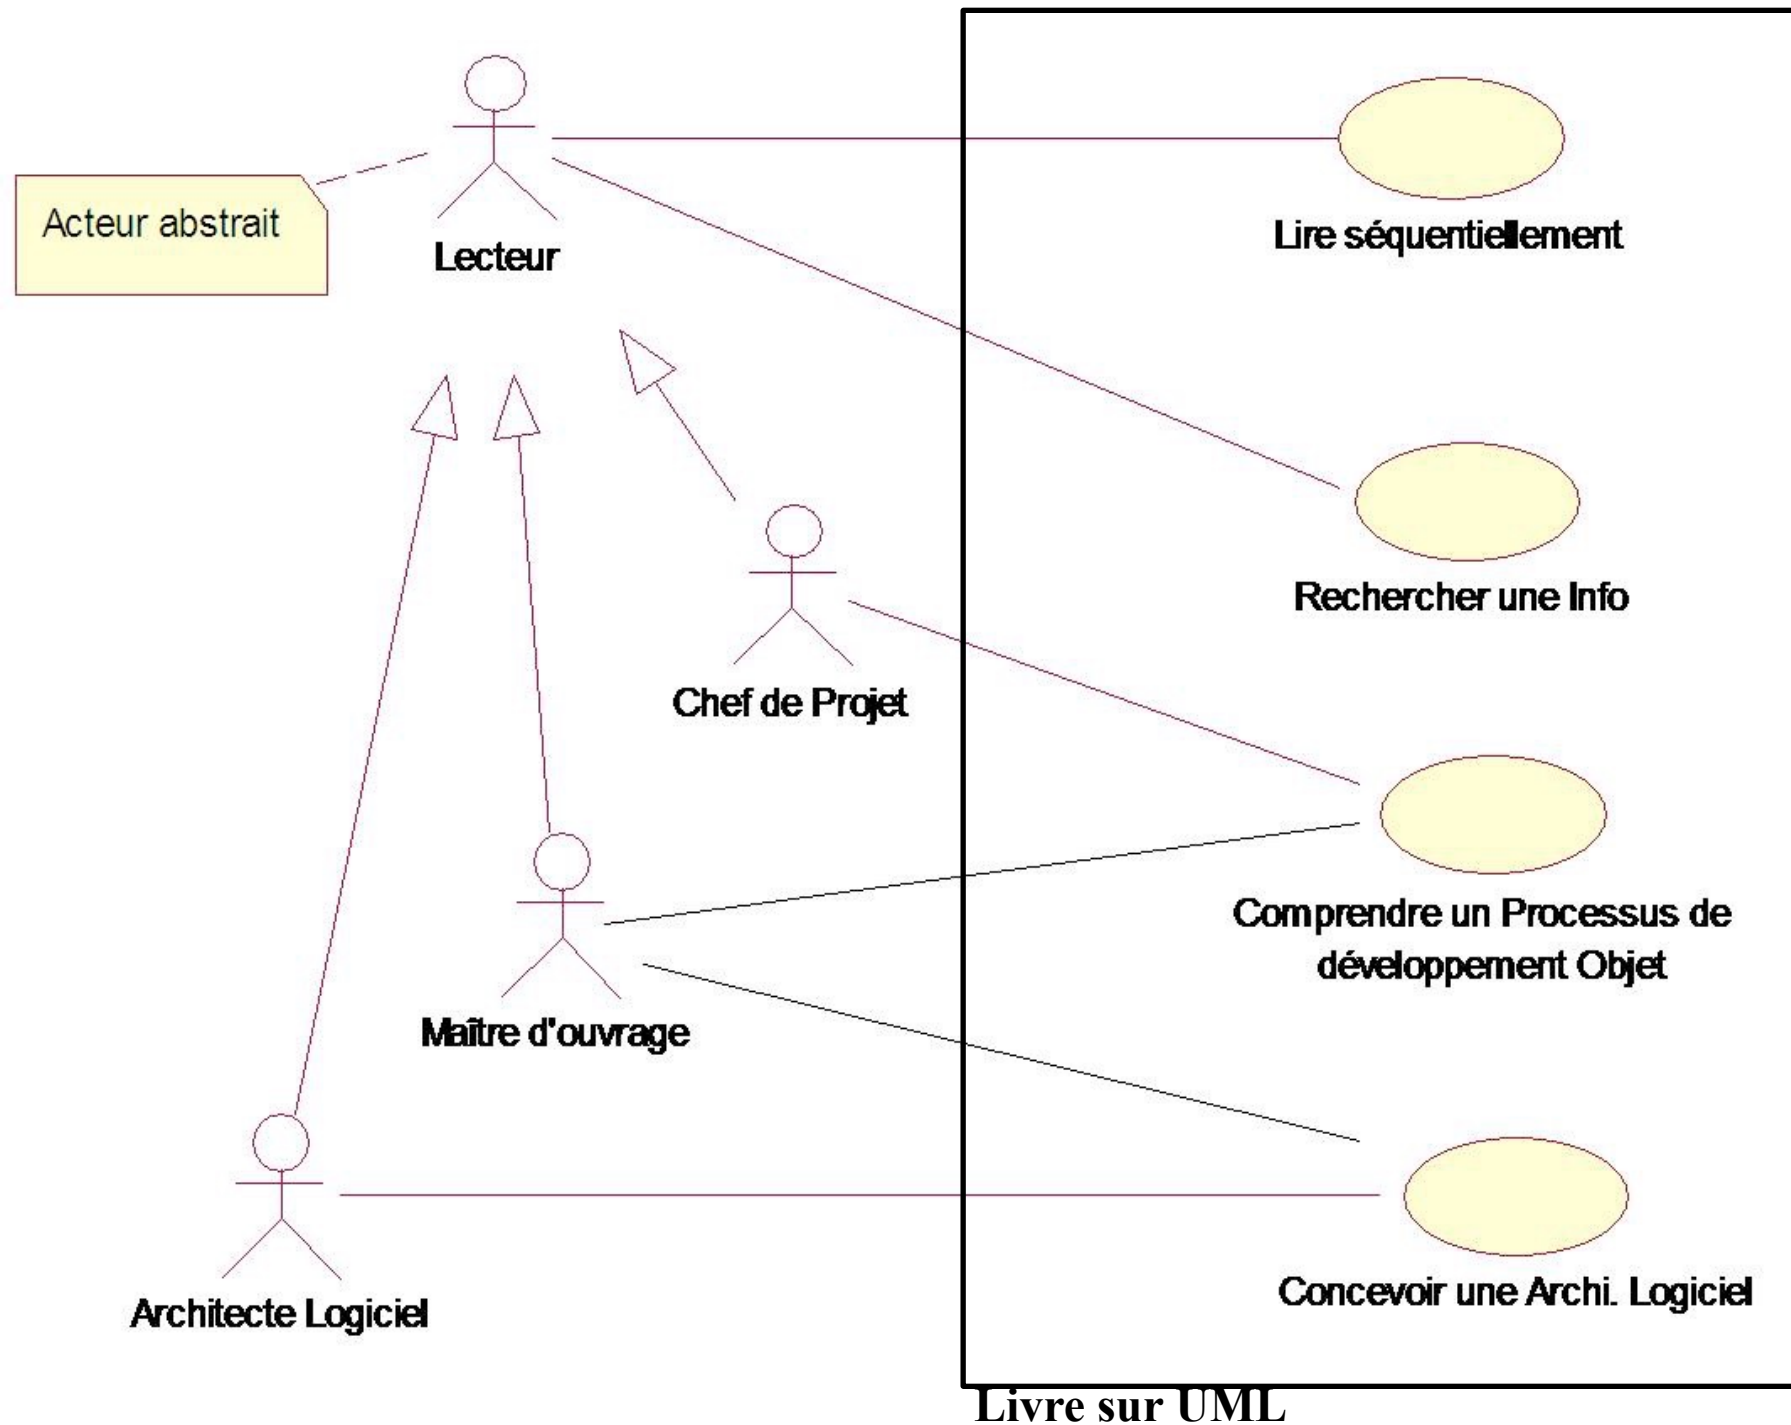 Acteur abstrait
Lecteur
Lire séquentiellement
Rechercher une Info
Chef de Projet
Comprendre un Processus de
développement Objet
Maître d'ouvrage
Architecte Logiciel
Concevoir une Archi. Logiciel
Livre sur UML